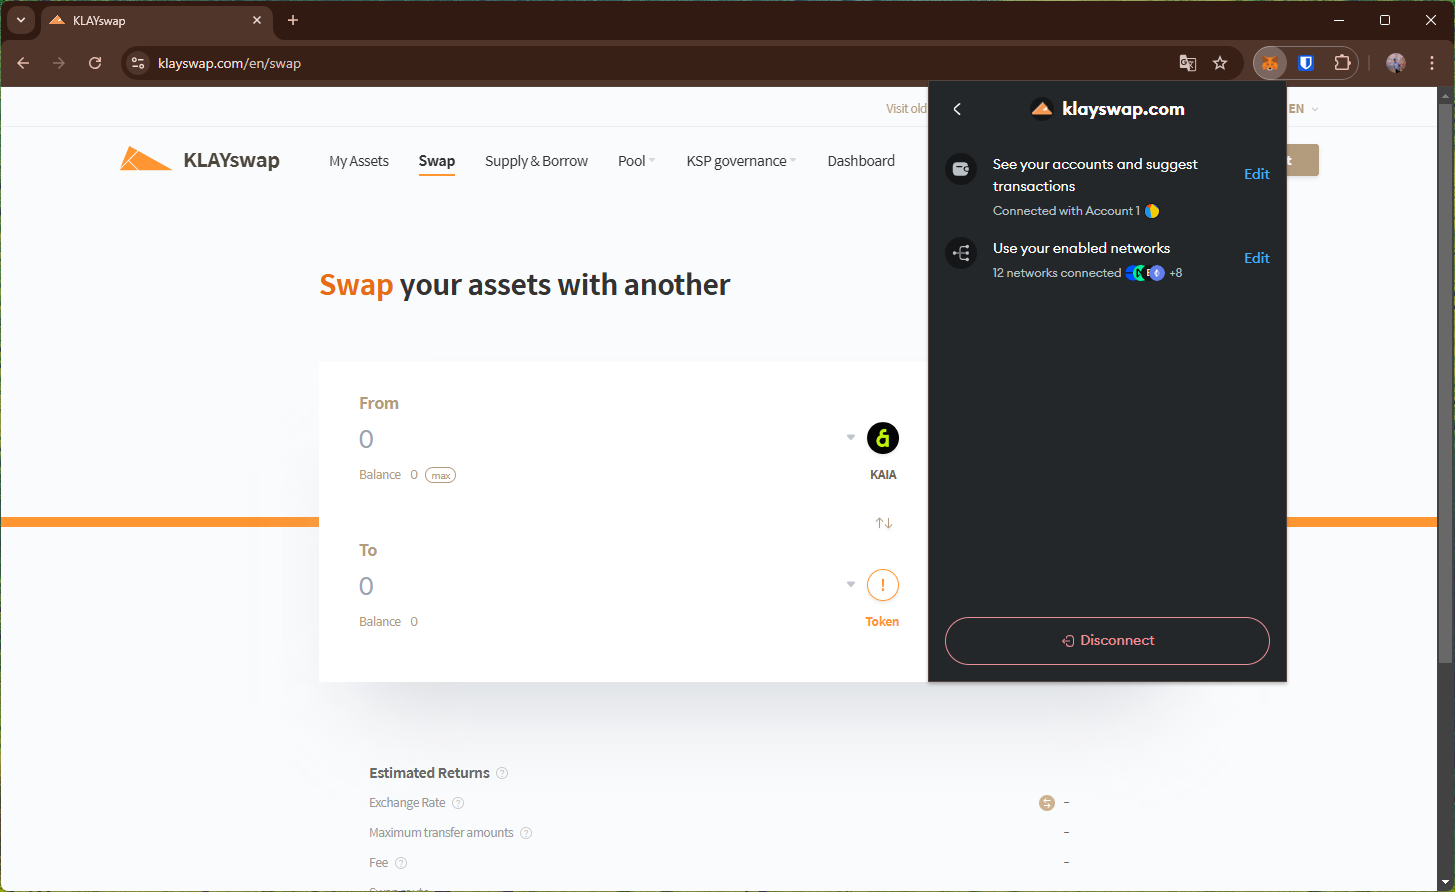 KLAYswap
klayswap.com/en/swap
Visit old
EN
KLAYswap
My Assets
Swap
Supply & Borrow
Pool
KSP governance
Dashboard
t
klayswap.com
See your accounts and suggest
transactions
Edit
Connected with Account 1
Use your enabled networks
Edit
12 networks connected
+8
Disconnect
Swap your assets with another
From
0
Balance 0 max
KAIA
To
0
Balance 0
Token
Estimated Returns ?
Exchange Rate ?
-
Maximum transfer amounts ?
-
Fee ?
-